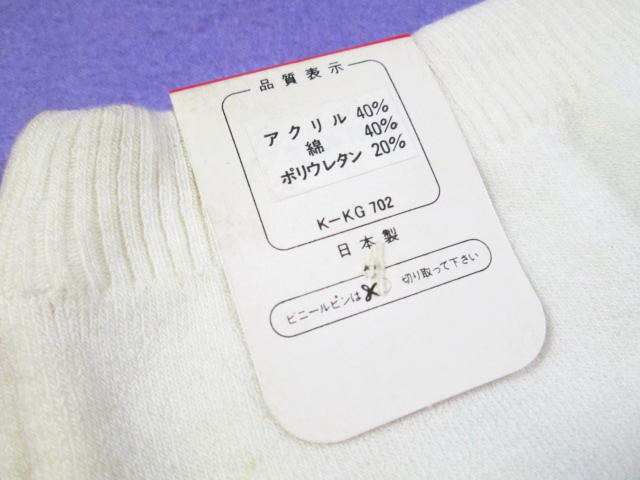 品質表示
アクリル 40%
綿 40%
ポリウレタン 20%
K-KG 702
日本製
ビニールピンは 切り取って下さい